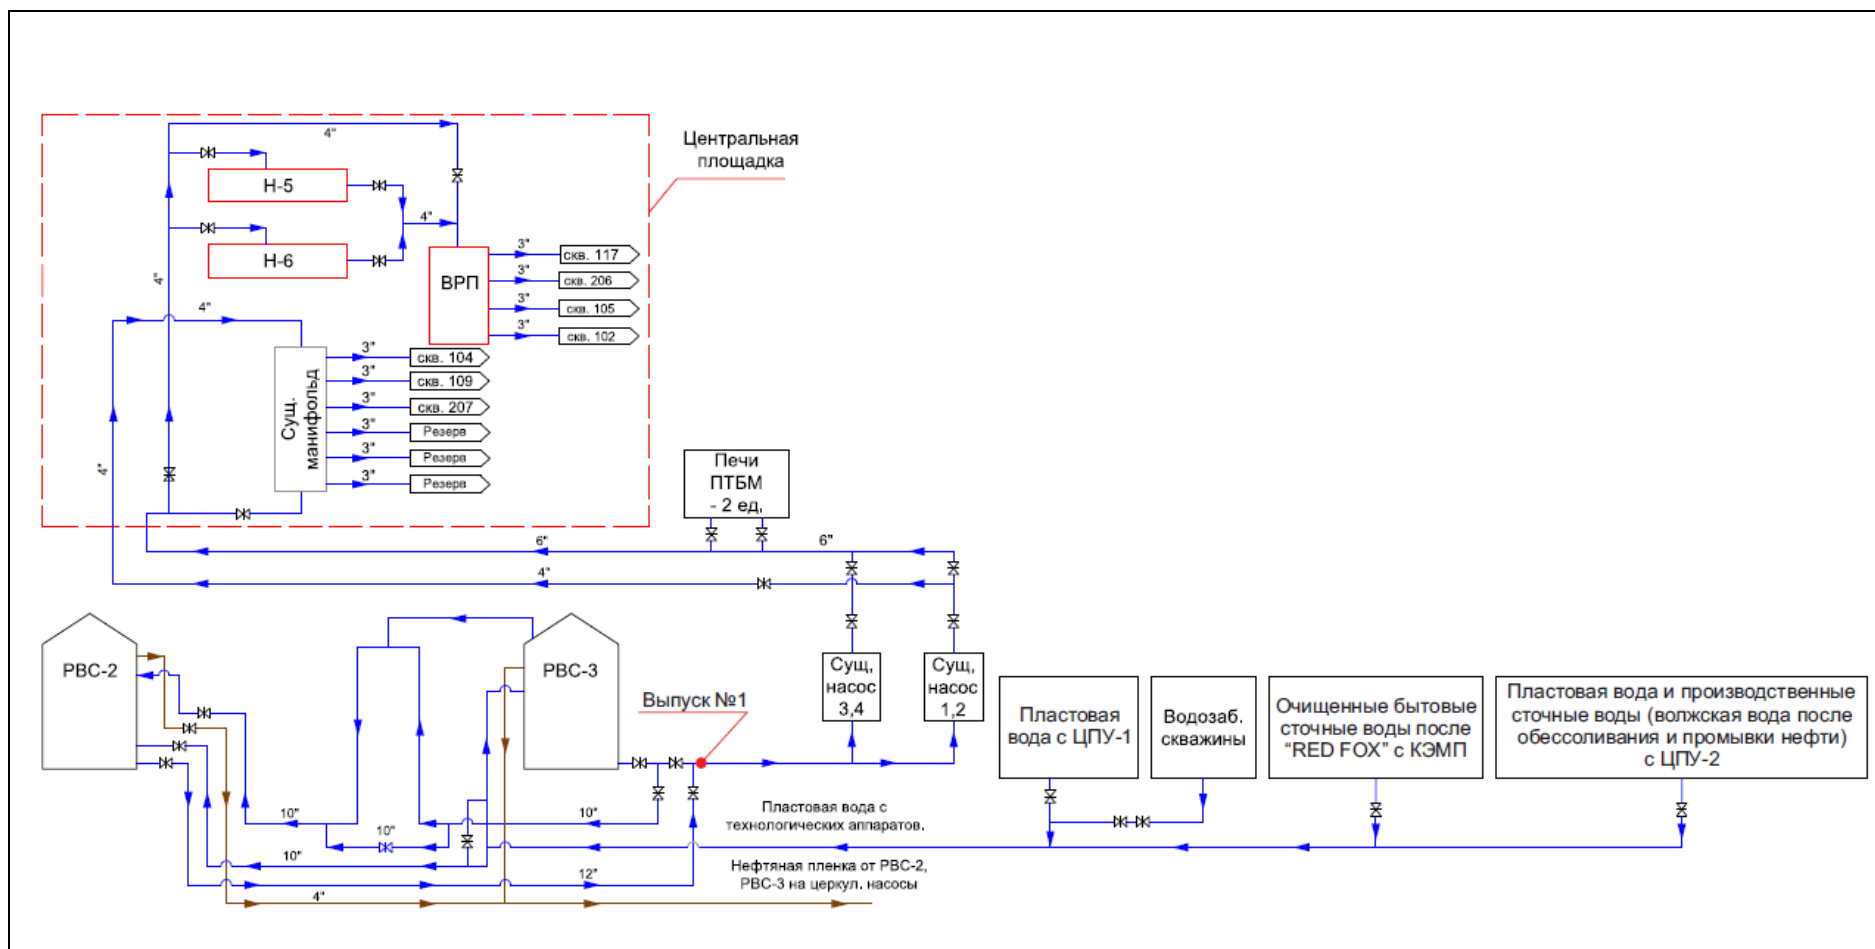 4"
Центральная
площадка
Н-5
4"
Н-6
3"
скв. 117
ВРП
3"
скв. 206
4"
3"
скв. 105
4"
3"
скв. 102
3"
скв. 104
3"
скв. 109
3"
скв. 207
Сущ.
манифольд
3"
Резерв
3"
Резерв
3"
Резерв
4"
Печи
ПТБМ
- 2 ед.
6"
6"
4"
РВС-2
РВС-3
Выпуск №1
Сущ.
насос
3,4
Сущ.
насос
1,2
Пластовая
вода с ЦПУ-1
Водозаб.
скважины
Очищенные бытовые
сточные воды после
“RED FOX” с КЭМП
Пластовая вода и производственные
сточные воды (волжская вода после
обессоливания и промывки нефти)
с ЦПУ-2
10"
10"
10"
Пластовая вода с
технологических аппаратов.
10"
12"
Нефтяная пленка от РВС-2,
РВС-3 на церкул. насосы
4"